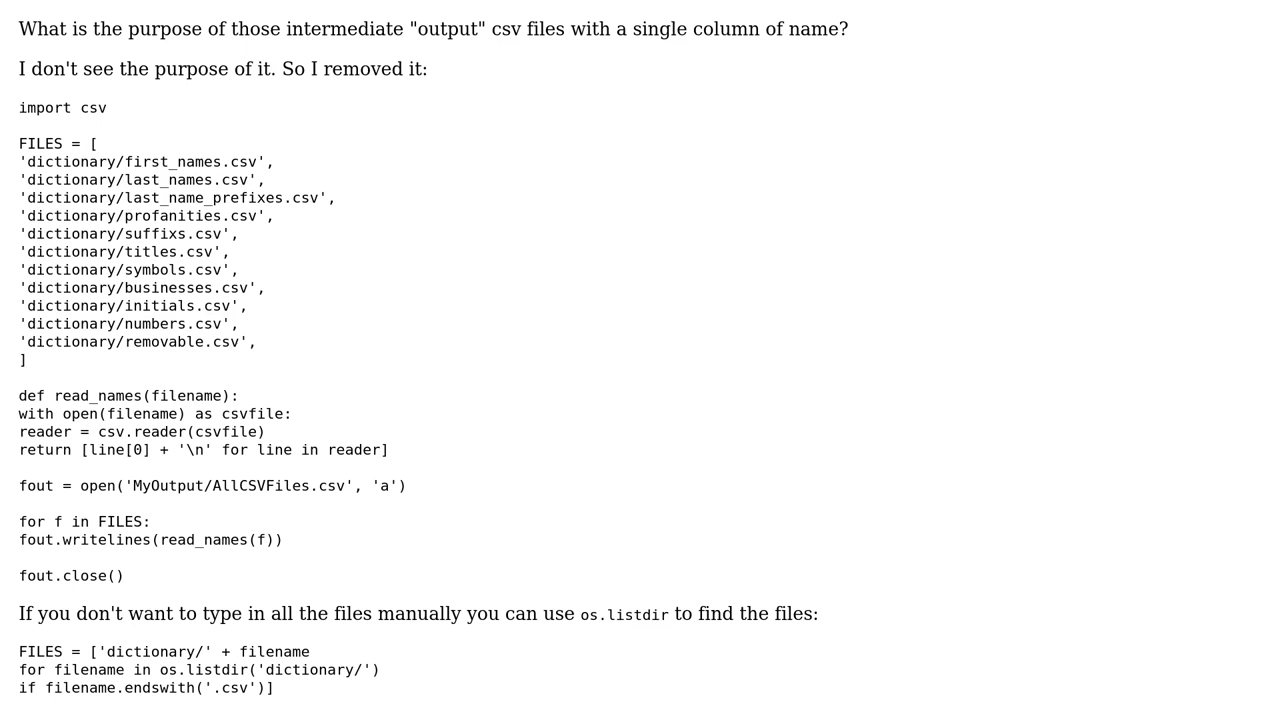 What is the purpose of those intermediate "output" csv files with a single column of name?
I don't see the purpose of it. So I removed it:
import csv
FILES = [
'dictionary/first_names.csv',
'dictionary/last_names.csv',
'dictionary/last_name_prefixes.csv',
'dictionary/profanities.csv',
'dictionary/suffixs.csv',
'dictionary/titles.csv',
'dictionary/symbols.csv',
'dictionary/businesses.csv',
'dictionary/initials.csv',
'dictionary/numbers.csv',
'dictionary/removable.csv',
]
def read_names(filename):
with open(filename) as csvfile:
reader = csv.reader(csvfile)
return [line[0] + '\n' for line in reader]
fout = open('MyOutput/AllCSVFiles.csv', 'a')
for f in FILES:
fout.writelines(read_names(f))
fout.close()
If you don't want to type in all the files manually you can use os.listdir to find the files:
FILES = ['dictionary/' + filename
for filename in os.listdir('dictionary/')
if filename.endswith('.csv')]